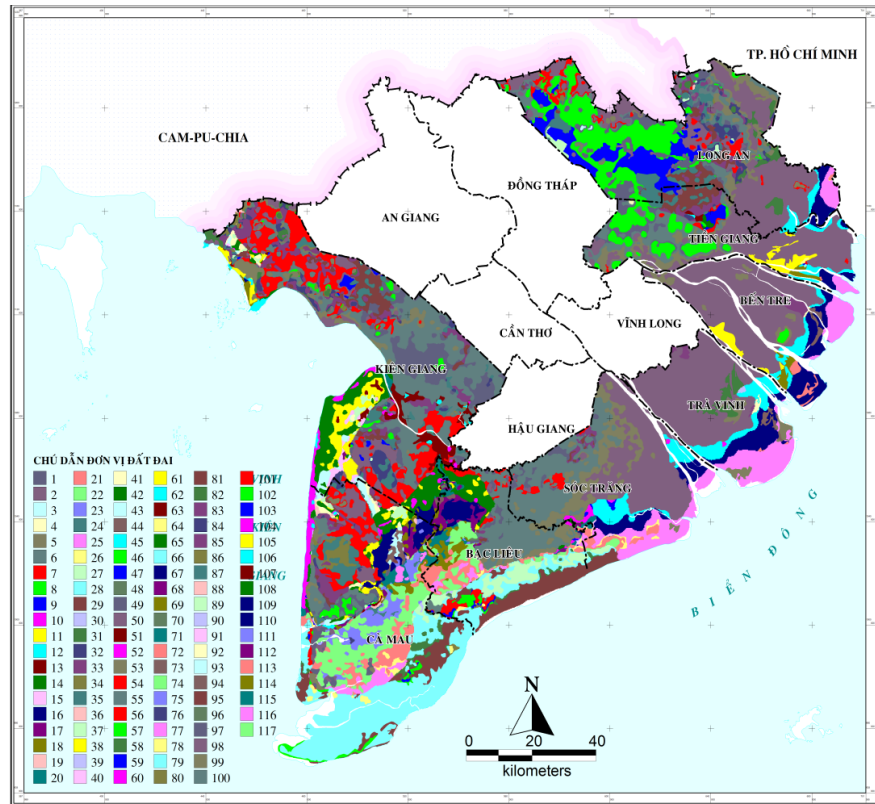 TP. HỒ CHÍ MINH
CAM-PU-CHIA
LONG AN
ĐỒNG THÁP
AN GIANG
TIỀN GIANG
BẾN TRE
VĨNH LONG
CẦN THƠ
KIÊN GIANG
TRÀ VINH
HẬU GIANG
SÓC TRĂNG
BẠC LIÊU
CÀ MAU
BIỂN ĐÔNG
CHÚ DẪN ĐƠN VỊ ĐẤT ĐAI
1 21 41 61 81 101
2 22 42 62 82 102
3 23 43 63 83 103
4 24 44 64 84 104
5 25 45 65 85 105
6 26 46 66 86 106
7 27 47 67 87 107
8 28 48 68 88 108
9 29 49 69 89 109
10 30 50 70 90 110
11 31 51 71 91 111
12 32 52 72 92 112
13 33 53 73 93 113
14 34 54 74 94 114
15 35 55 75 95 115
16 36 56 76 96 116
17 37 57 77 97 117
18 38 58 78 98
19 39 59 79 99
20 40 60 80 100
N
0 20 40
kilometers